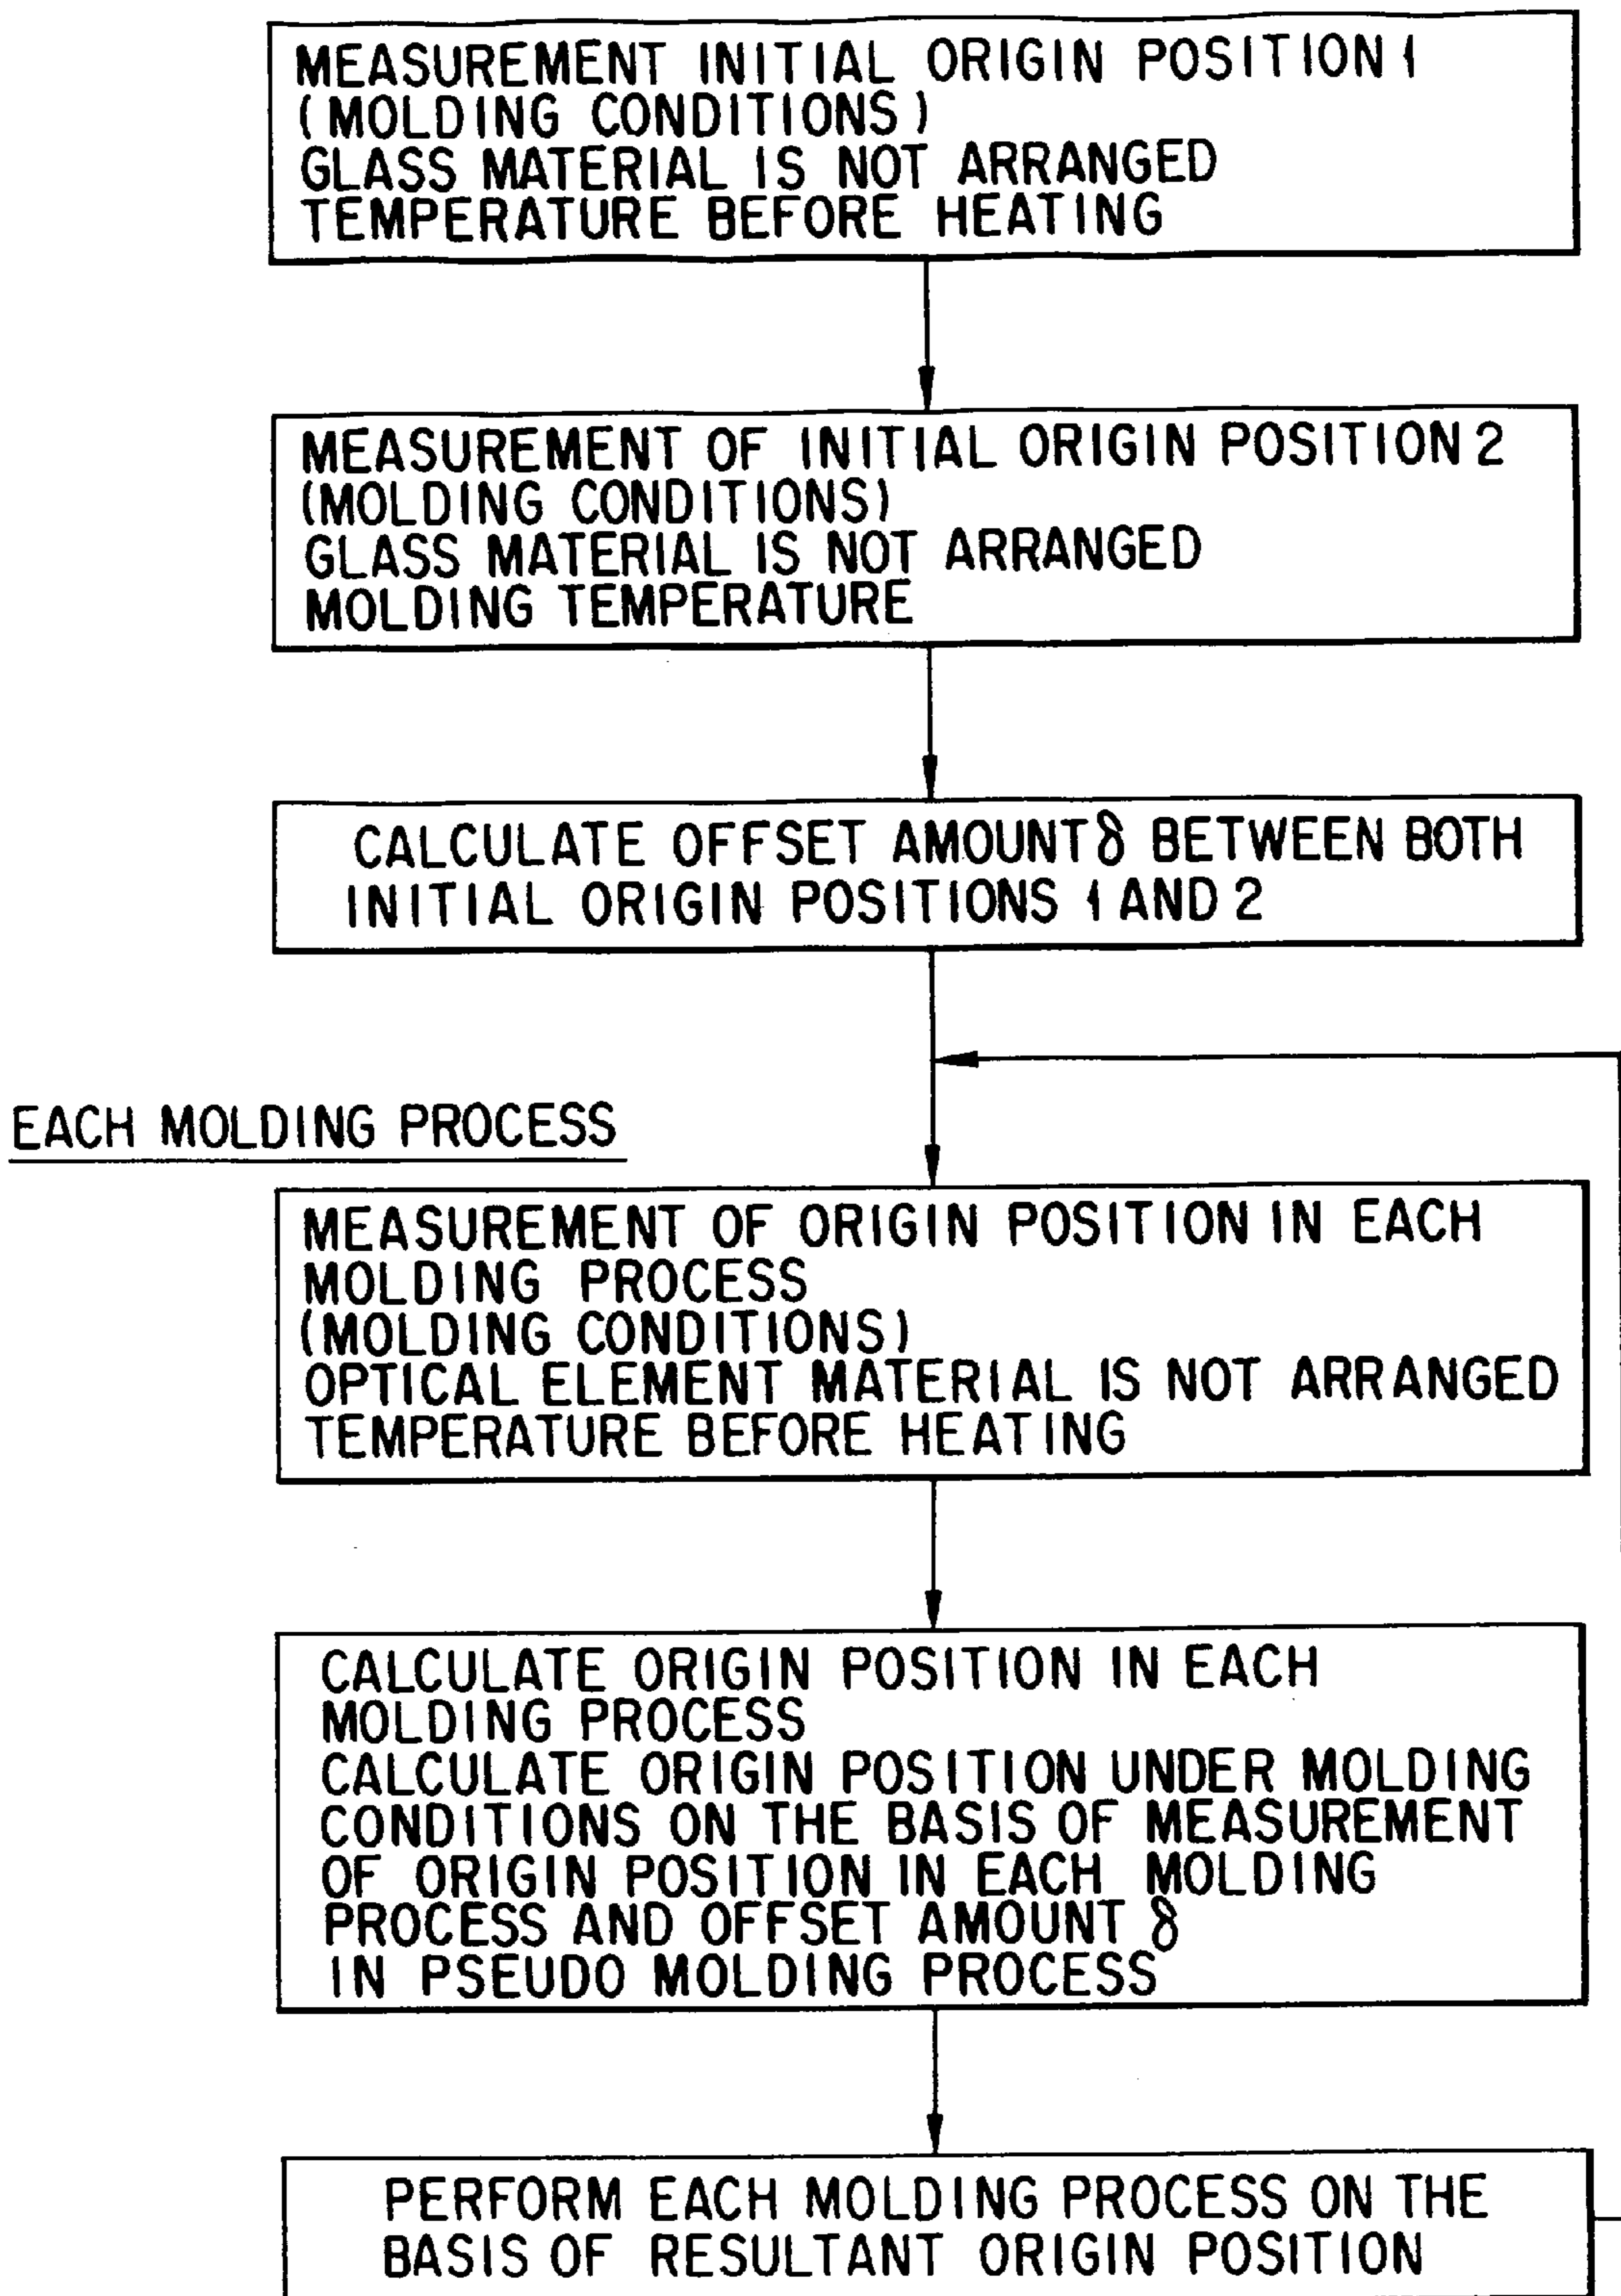 MEASUREMENT INITIAL ORIGIN POSITION 1
(MOLDING CONDITIONS)
GLASS MATERIAL IS NOT ARRANGED
TEMPERATURE BEFORE HEATING
MEASUREMENT OF INITIAL ORIGIN POSITION 2
(MOLDING CONDITIONS)
GLASS MATERIAL IS NOT ARRANGED
MOLDING TEMPERATURE
CALCULATE OFFSET AMOUNT δ BETWEEN BOTH
INITIAL ORIGIN POSITIONS 1 AND 2
EACH MOLDING PROCESS
MEASUREMENT OF ORIGIN POSITION IN EACH
MOLDING PROCESS
(MOLDING CONDITIONS)
OPTICAL ELEMENT MATERIAL IS NOT ARRANGED
TEMPERATURE BEFORE HEATING
CALCULATE ORIGIN POSITION IN EACH
MOLDING PROCESS
CALCULATE ORIGIN POSITION UNDER MOLDING
CONDITIONS ON THE BASIS OF MEASUREMENT
OF ORIGIN POSITION IN EACH MOLDING
PROCESS AND OFFSET AMOUNT δ
IN PSEUDO MOLDING PROCESS
PERFORM EACH MOLDING PROCESS ON THE
BASIS OF RESULTANT ORIGIN POSITION